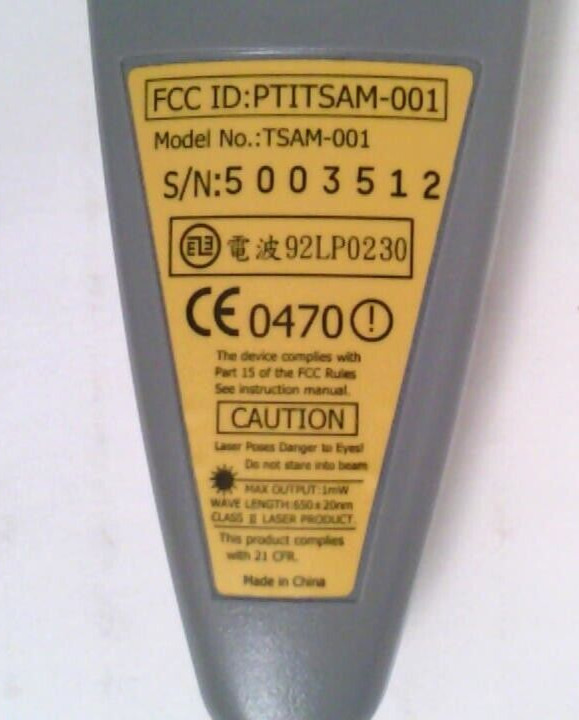 FCC ID:PTITSAM-001
Model No.:TSAM-001
S/N:5003512
電波92LP0230
CE0470!
The device complies with
Part 15 of the FCC Rules
See instruction manual.
CAUTION
Laser Poses Danger to Eyes!
Do not stare into beam
MAX OUTPUT:1mW
WAVE LENGTH:650±20nm
CLASS II LASER PRODUCT.
This product complies
with 21 CFR.
Made in China